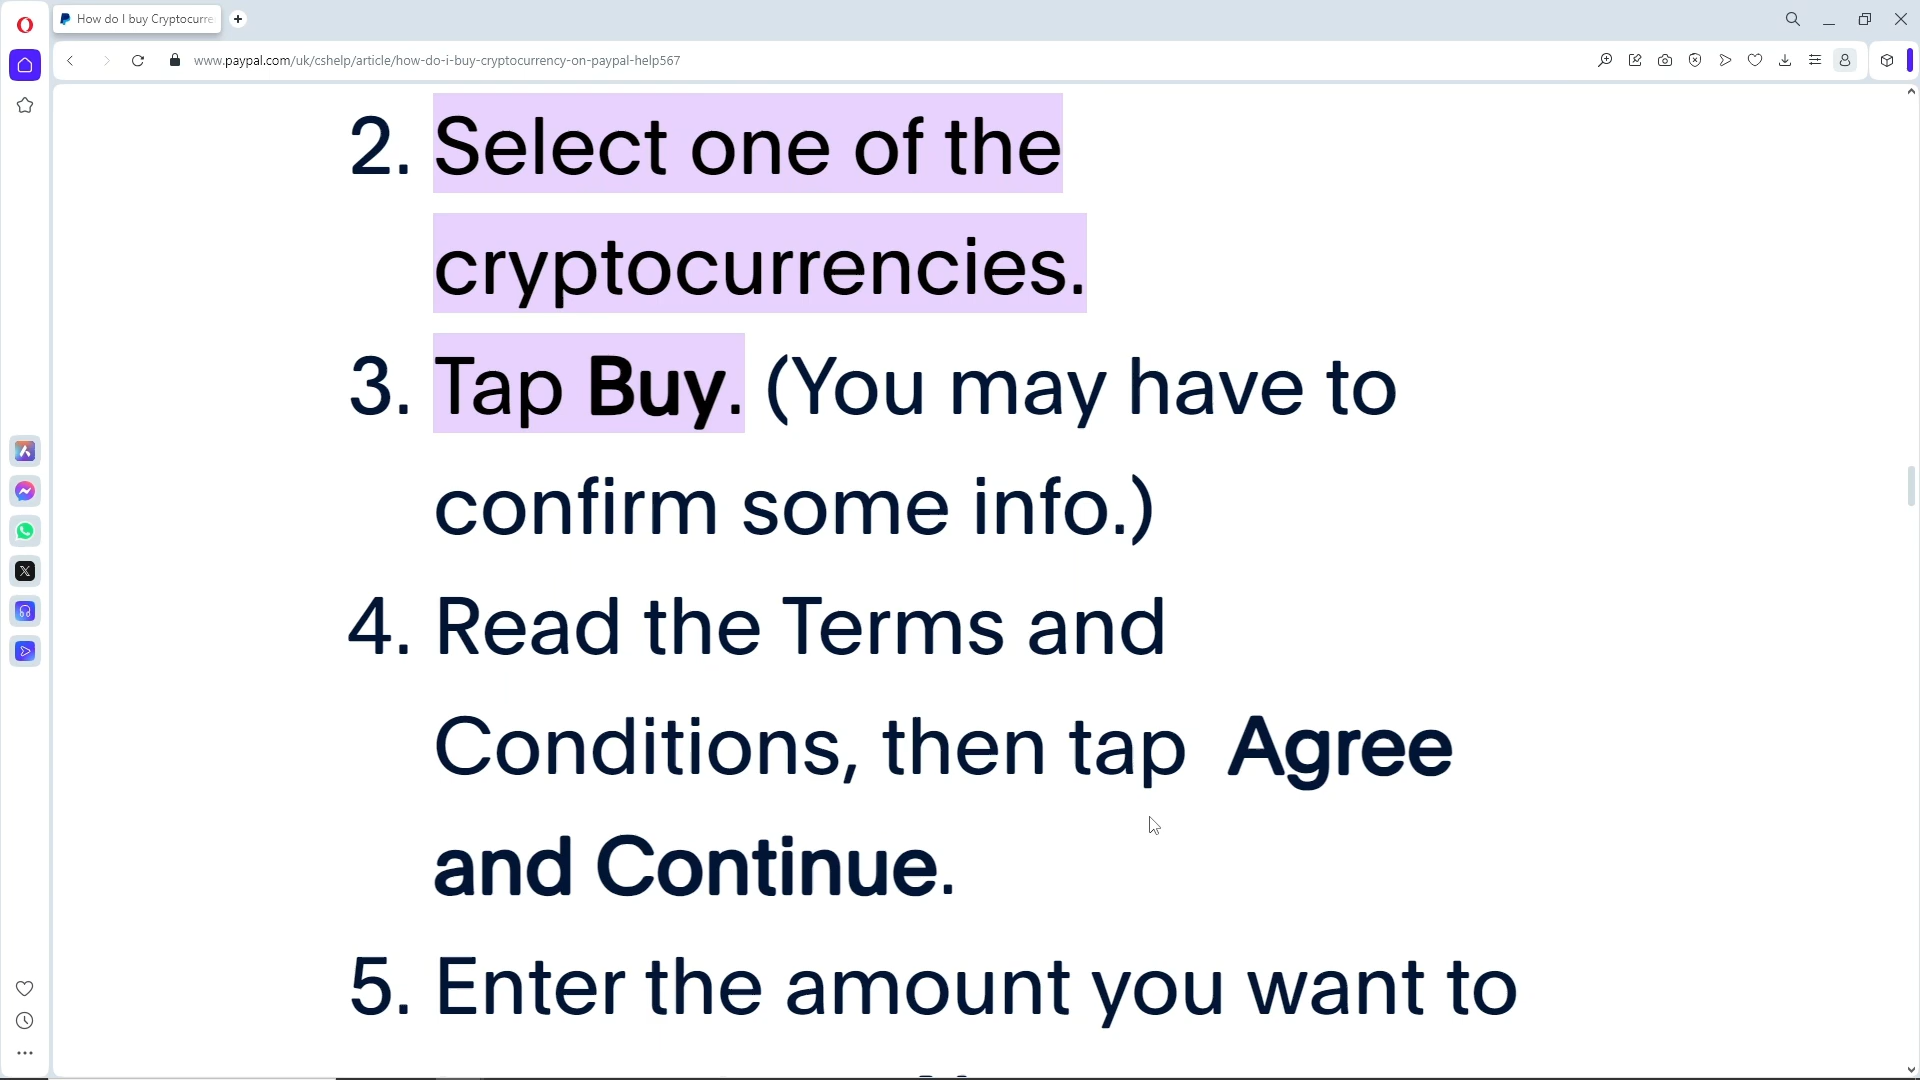 How do I buy Cryptocurre
www.paypal.com/uk/cshelp/article/how-do-i-buy-cryptocurrency-on-paypal-help567
2. Select one of the
cryptocurrencies.
3. Tap Buy. (You may have to
confirm some info.)
4. Read the Terms and
Conditions, then tap Agree
and Continue.
5. Enter the amount you want to